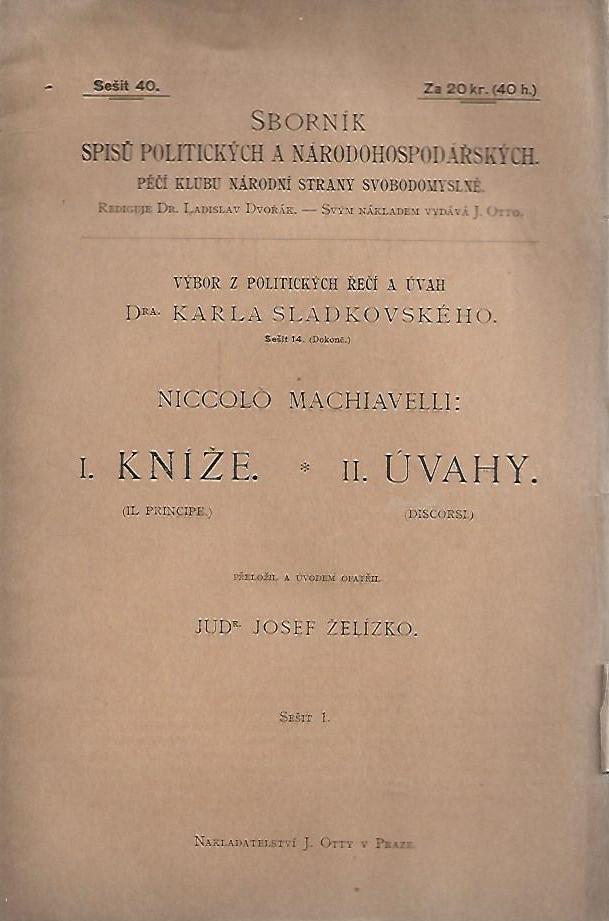 Sešit 40.
Za 20 kr. (40 h.)
SBORNÍK
SPISŮ POLITICKÝCH A NÁRODOHOSPODÁŘSKÝCH.
PÉČÍ KLUBU NÁRODNÍ STRANY SVOBODOMYSLNÉ.
REDIGUJE DR. LADISLAV DVOŘÁK. — SVÝM NÁKLADEM VYDÁVÁ J. OTTO.
VÝBOR Z POLITICKÝCH ŘEČÍ A ÚVAH
DRA. KARLA SLADKOVSKÉHO.
Sešit 14. (Dokonč.)
NICCOLÒ MACHIAVELLI:
I. KNÍŽE. * II. ÚVAHY.
(IL PRINCIPE.) (DISCORSI.)
PŘELOŽIL A ÚVODEM OPATŘIL
JUDR. JOSEF ŽELÍZKO.
SEŠIT 1.
NAKLADATELSTVÍ J. OTTY V PRAZE.